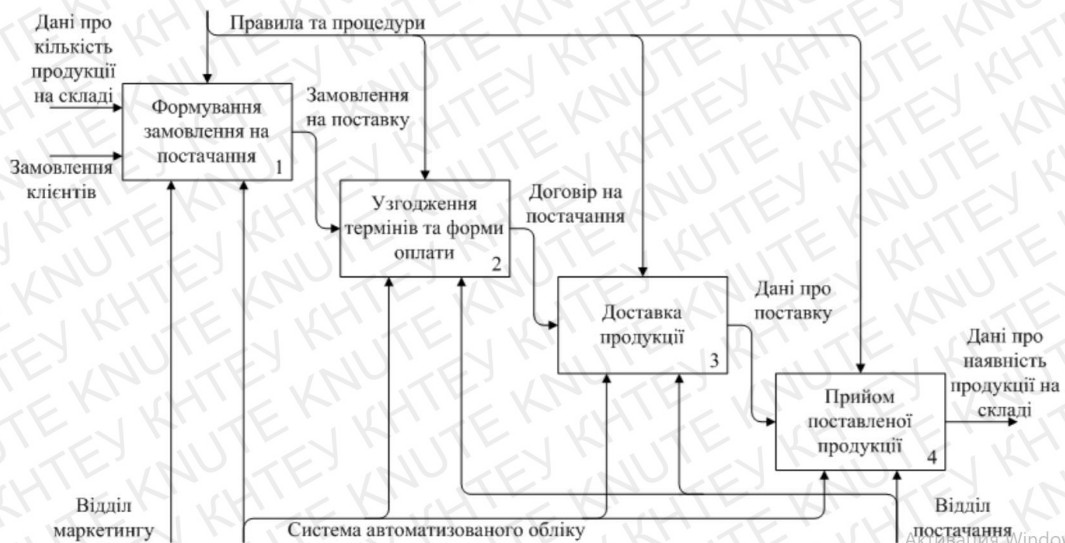 Дані про
кількість
продукції
на складі
Правила та процедури
Формування
замовлення на
постачання
1
Замовлення
на поставку
Замовлення
клієнтів
Узгодження
термінів та форми
оплати
2
Договір на
постачання
Доставка
продукції
3
Дані про
поставку
Прийом
поставленої
продукції
4
Дані про
наявність
продукції на
складі
Відділ
маркетингу
Система автоматизованого обліку
Відділ
постачання
KNUTE КНТЕУ